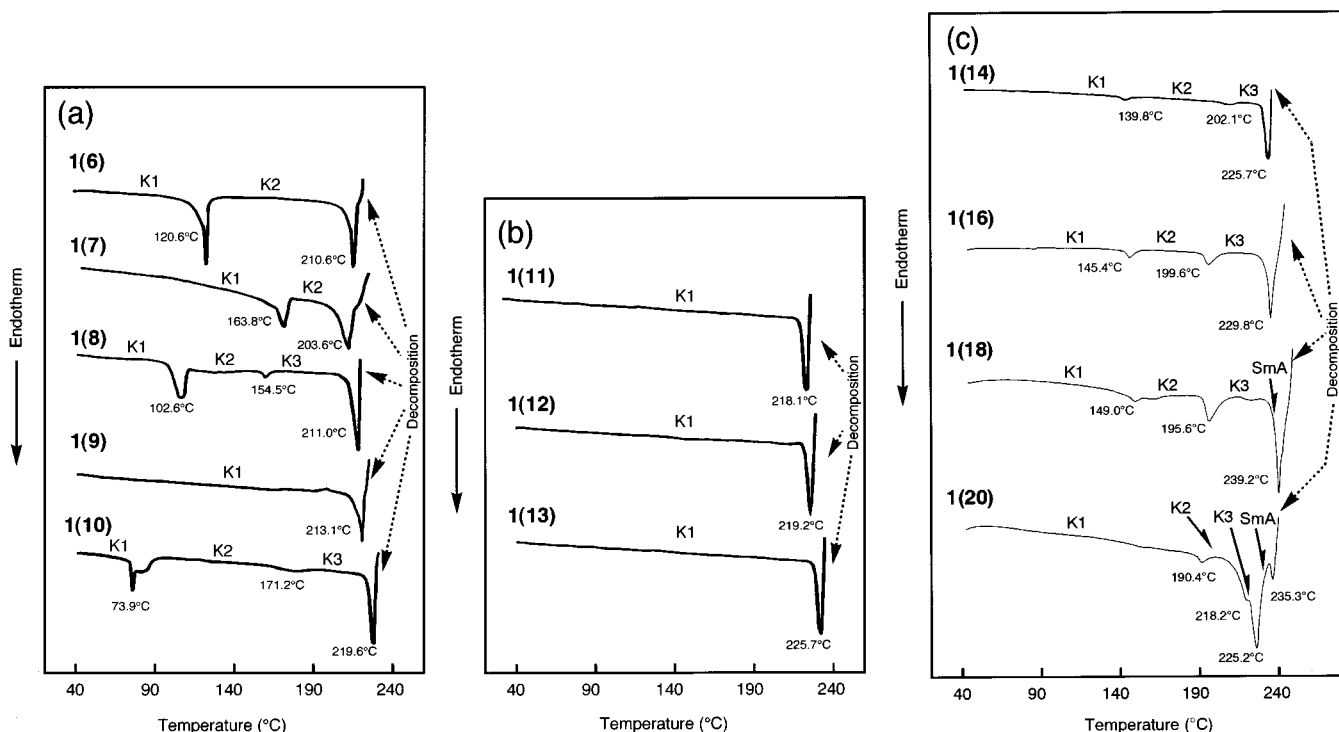 (a)
Endotherm
1(6)
K1
K2
120.6°C
210.6°C
1(7)
K1
K2
163.8°C
203.6°C
1(8)
K1
K2
K3
102.6°C
154.5°C
211.0°C
1(9)
K1
213.1°C
1(10)
K1
K2
K3
73.9°C
171.2°C
219.6°C
Decomposition
40 90 140 190 240
Temperature (°C)
(b)
Endotherm
1(11)
K1
218.1°C
1(12)
K1
219.2°C
1(13)
K1
225.7°C
Decomposition
40 90 140 190 240
Temperature (°C)
(c)
Endotherm
1(14)
K1
K2
K3
139.8°C
202.1°C
225.7°C
1(16)
K1
K2
K3
145.4°C
199.6°C
229.8°C
1(18)
K1
K2
K3
SmA
149.0°C
195.6°C
239.2°C
1(20)
K1
K2
K3
SmA
190.4°C
218.2°C
225.2°C
235.3°C
Decomposition
40 90 140 190 240
Temperature (°C)